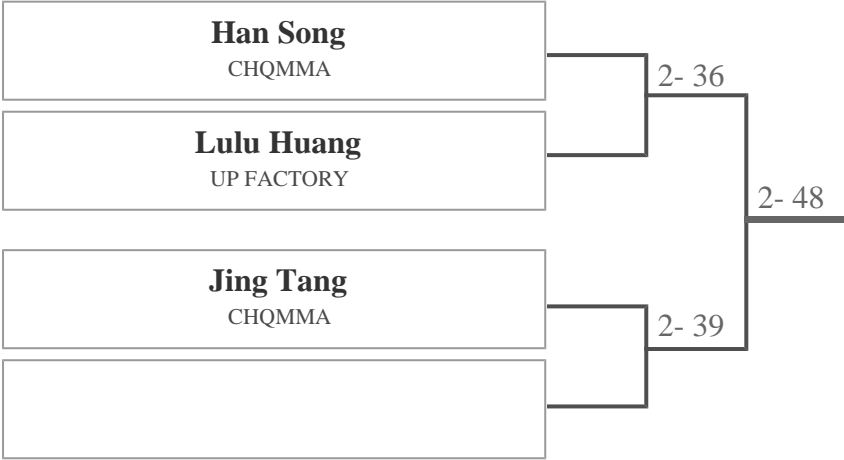 Han Song
CHQMMA
2- 36
Lulu Huang
UP FACTORY
2- 48
Jing Tang
CHQMMA
2- 39